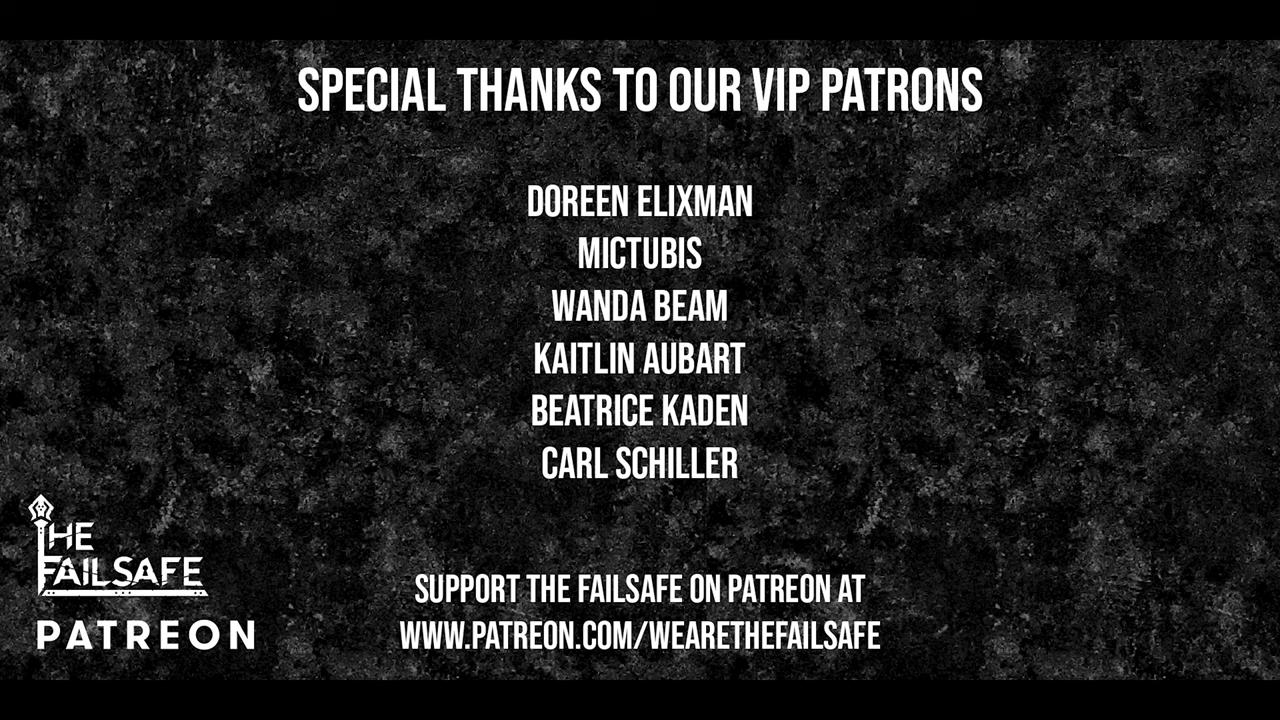 SPECIAL THANKS TO OUR VIP PATRONS
DOREEN ELIXMAN
MICTUBIS
WANDA BEAM
KAITLIN AUBART
BEATRICE KADEN
CARL SCHILLER
THE
FAILSAFE
PATREON
SUPPORT THE FAILSAFE ON PATREON AT
WWW.PATREON.COM/WEARETHEFAILSAFE